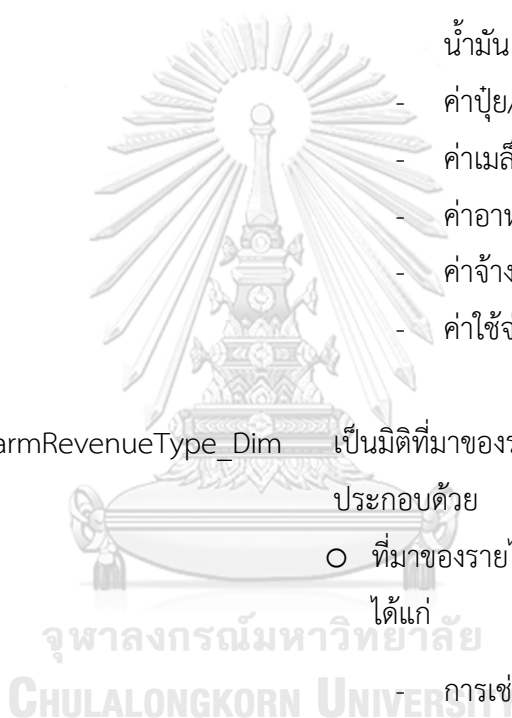 น้ำมัน
- ค่าปุ๋ย/
- ค่าเมล็
- ค่าอาห
- ค่าจ้าง
- ค่าใช้จ่
armRevenueType_Dim เป็นมิติที่มาของร
ประกอบด้วย
o ที่มาของรายไ
ได้แก่
จุฬาลงกรณ์มหาวิทยาลัย
- การเช่
CHULALONGKORN UNIVERSITY